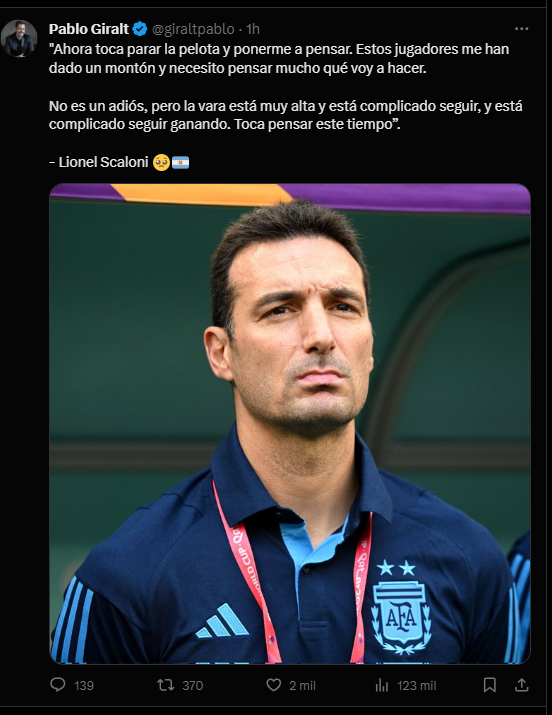 Pablo Giralt @giraltpablo · 1h
"Ahora toca parar la pelota y ponerme a pensar. Estos jugadores me han
dado un montón y necesito pensar mucho qué voy a hacer.
No es un adiós, pero la vara está muy alta y está complicado seguir, y está
complicado seguir ganando. Toca pensar este tiempo”.
- Lionel Scaloni 🥺🇦🇷
WORLD CUP Q
AFA
139 370 2 mil 123 mil